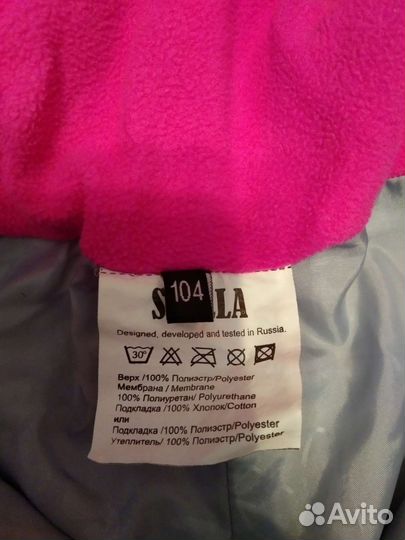 104
Designed, developed and tested in Russia.
30°
Верх /100% Полиэстр/Polyester
Мембрана / Membrane
100% Полиуретан/ Polyurethane
Подкладка /100% Хлопок/Cotton
или
Подкладка / 100% Полиэстр/Polyester
Утеплитель/ 100% Полиэстр/Polyester
Avito